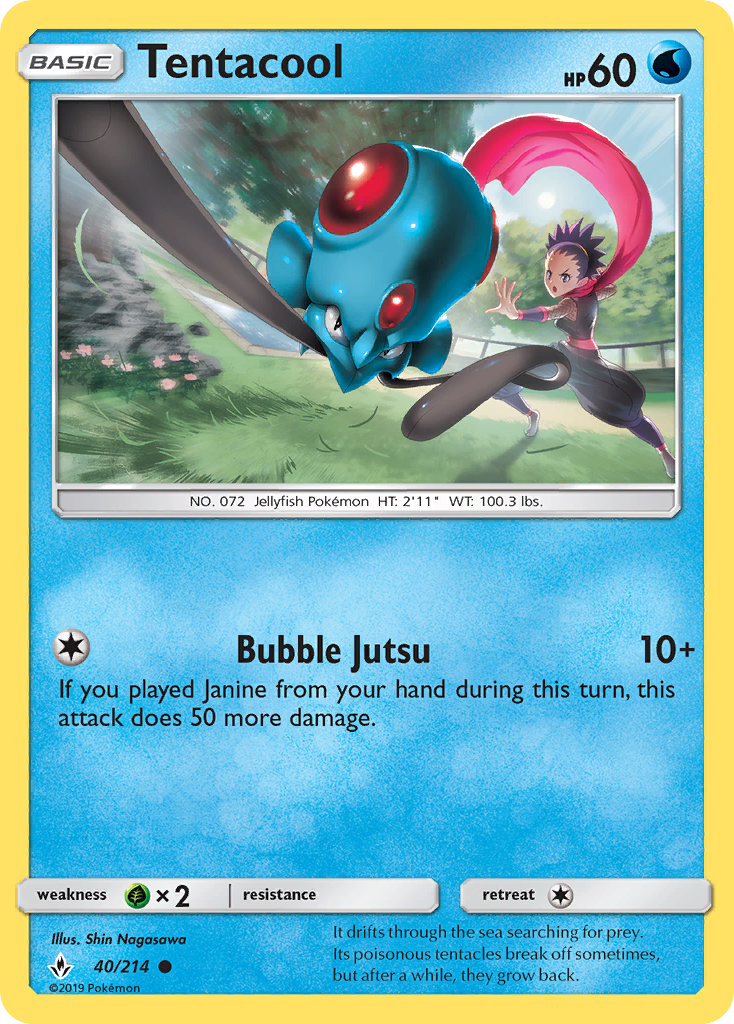 BASIC
Tentacool
HP60
NO. 072 Jellyfish Pokémon HT: 2'11" WT: 100.3 lbs.
Bubble Jutsu 10+
If you played Janine from your hand during this turn, this
attack does 50 more damage.
weakness ×2 resistance retreat
Illus. Shin Nagasawa
40/214
©2019 Pokémon
It drifts through the sea searching for prey.
Its poisonous tentacles break off sometimes,
but after a while, they grow back.